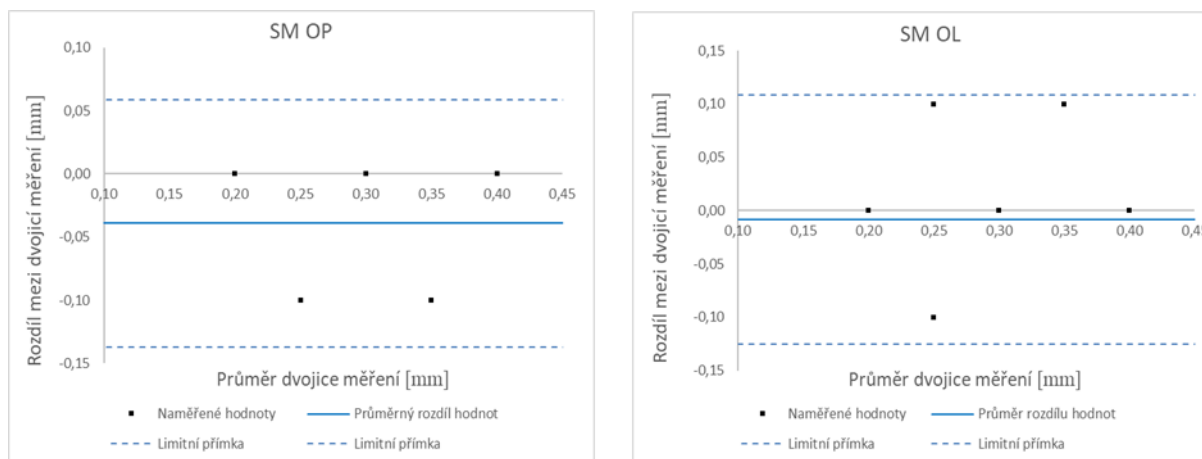 SM OP
0,10
0,05
0,00
0,10 0,15 0,20 0,25 0,30 0,35 0,40 0,45
-0,05
-0,10
-0,15
Rozdíl mezi dvojicí měření [mm]
Průměr dvojice měření [mm]
Naměřené hodnoty Průměrný rozdíl hodnot
Limitní přímka Limitní přímka
SM OL
0,15
0,10
0,05
0,00
0,10 0,15 0,20 0,25 0,30 0,35 0,40 0,45
-0,05
-0,10
-0,15
Rozdíl mezi dvojicí měření [mm]
Průměr dvojice měření [mm]
Naměřené hodnoty Průměr rozdílu hodnot
Limitní přímka Limitní přímka